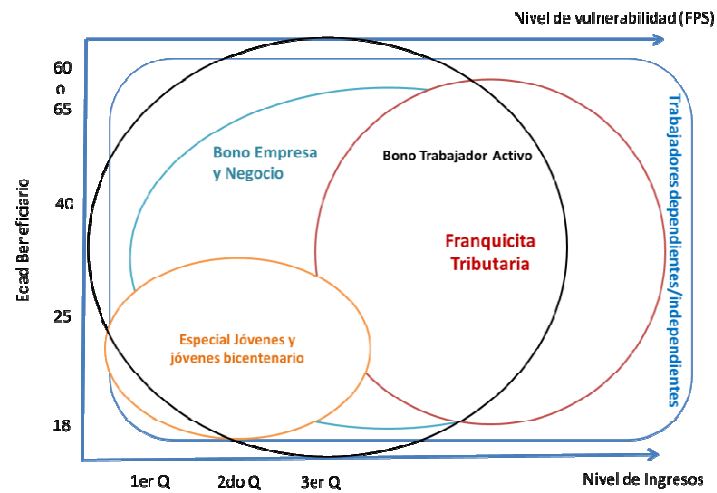 Nivel de vulnerabilidad (FPS)
60
o
65
40
25
18
Ecad Beneficiario
Bono Empresa
y Negocio
Bono Trabajador Activo
Franquicita
Tributaria
Especial Jóvenes y
jóvenes bicentenario
Trabajadores dependientes/independientes
1er Q
2do Q
3er Q
Nivel de Ingresos